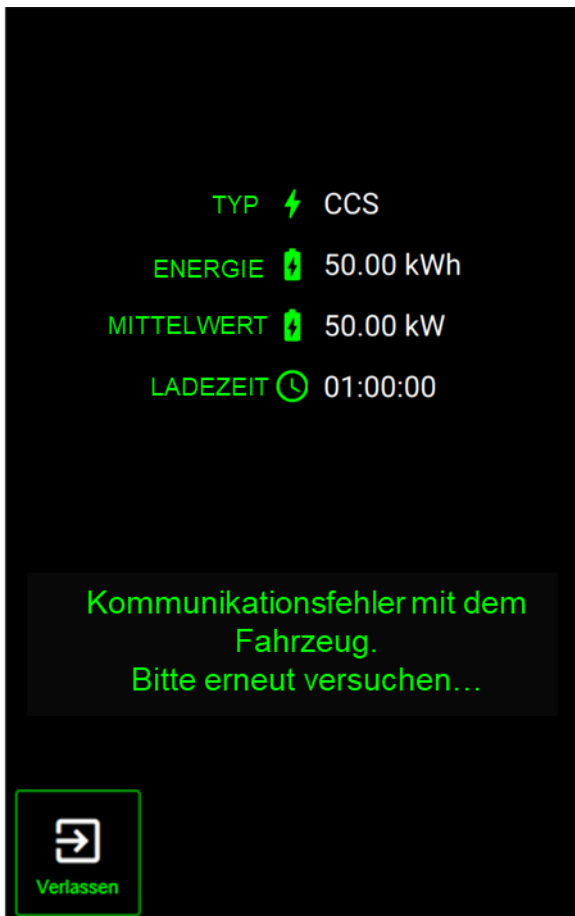 TYP CCS
ENERGIE 50.00 kWh
MITTELWERT 50.00 kW
LADEZEIT 01:00:00
Kommunikationsfehler mit dem
Fahrzeug.
Bitte erneut versuchen…
Verlassen